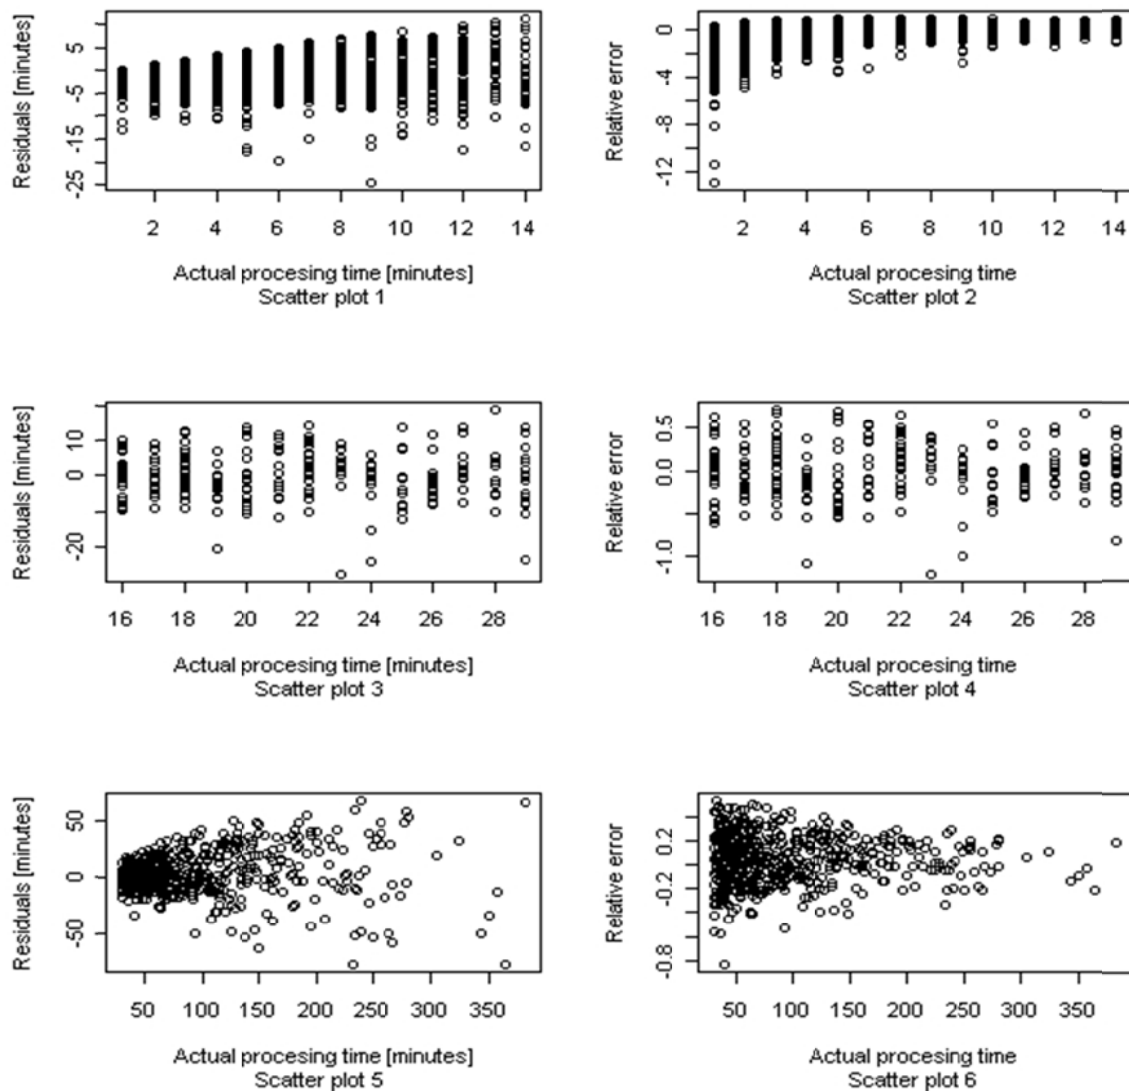 Residuals [minutes]
5
-5
-15
-25
2 4 6 8 10 12 14
Actual procesing time [minutes]
Scatter plot 1
Relative error
0
-4
-8
-12
2 4 6 8 10 12 14
Actual procesing time
Scatter plot 2
Residuals [minutes]
10
0
-20
16 18 20 22 24 26 28
Actual procesing time [minutes]
Scatter plot 3
Relative error
0.5
0.0
-1.0
16 18 20 22 24 26 28
Actual procesing time
Scatter plot 4
Residuals [minutes]
50
0
-50
50 100 150 200 250 300 350
Actual procesing time [minutes]
Scatter plot 5
Relative error
0.2
-0.2
-0.8
50 100 150 200 250 300 350
Actual procesing time
Scatter plot 6